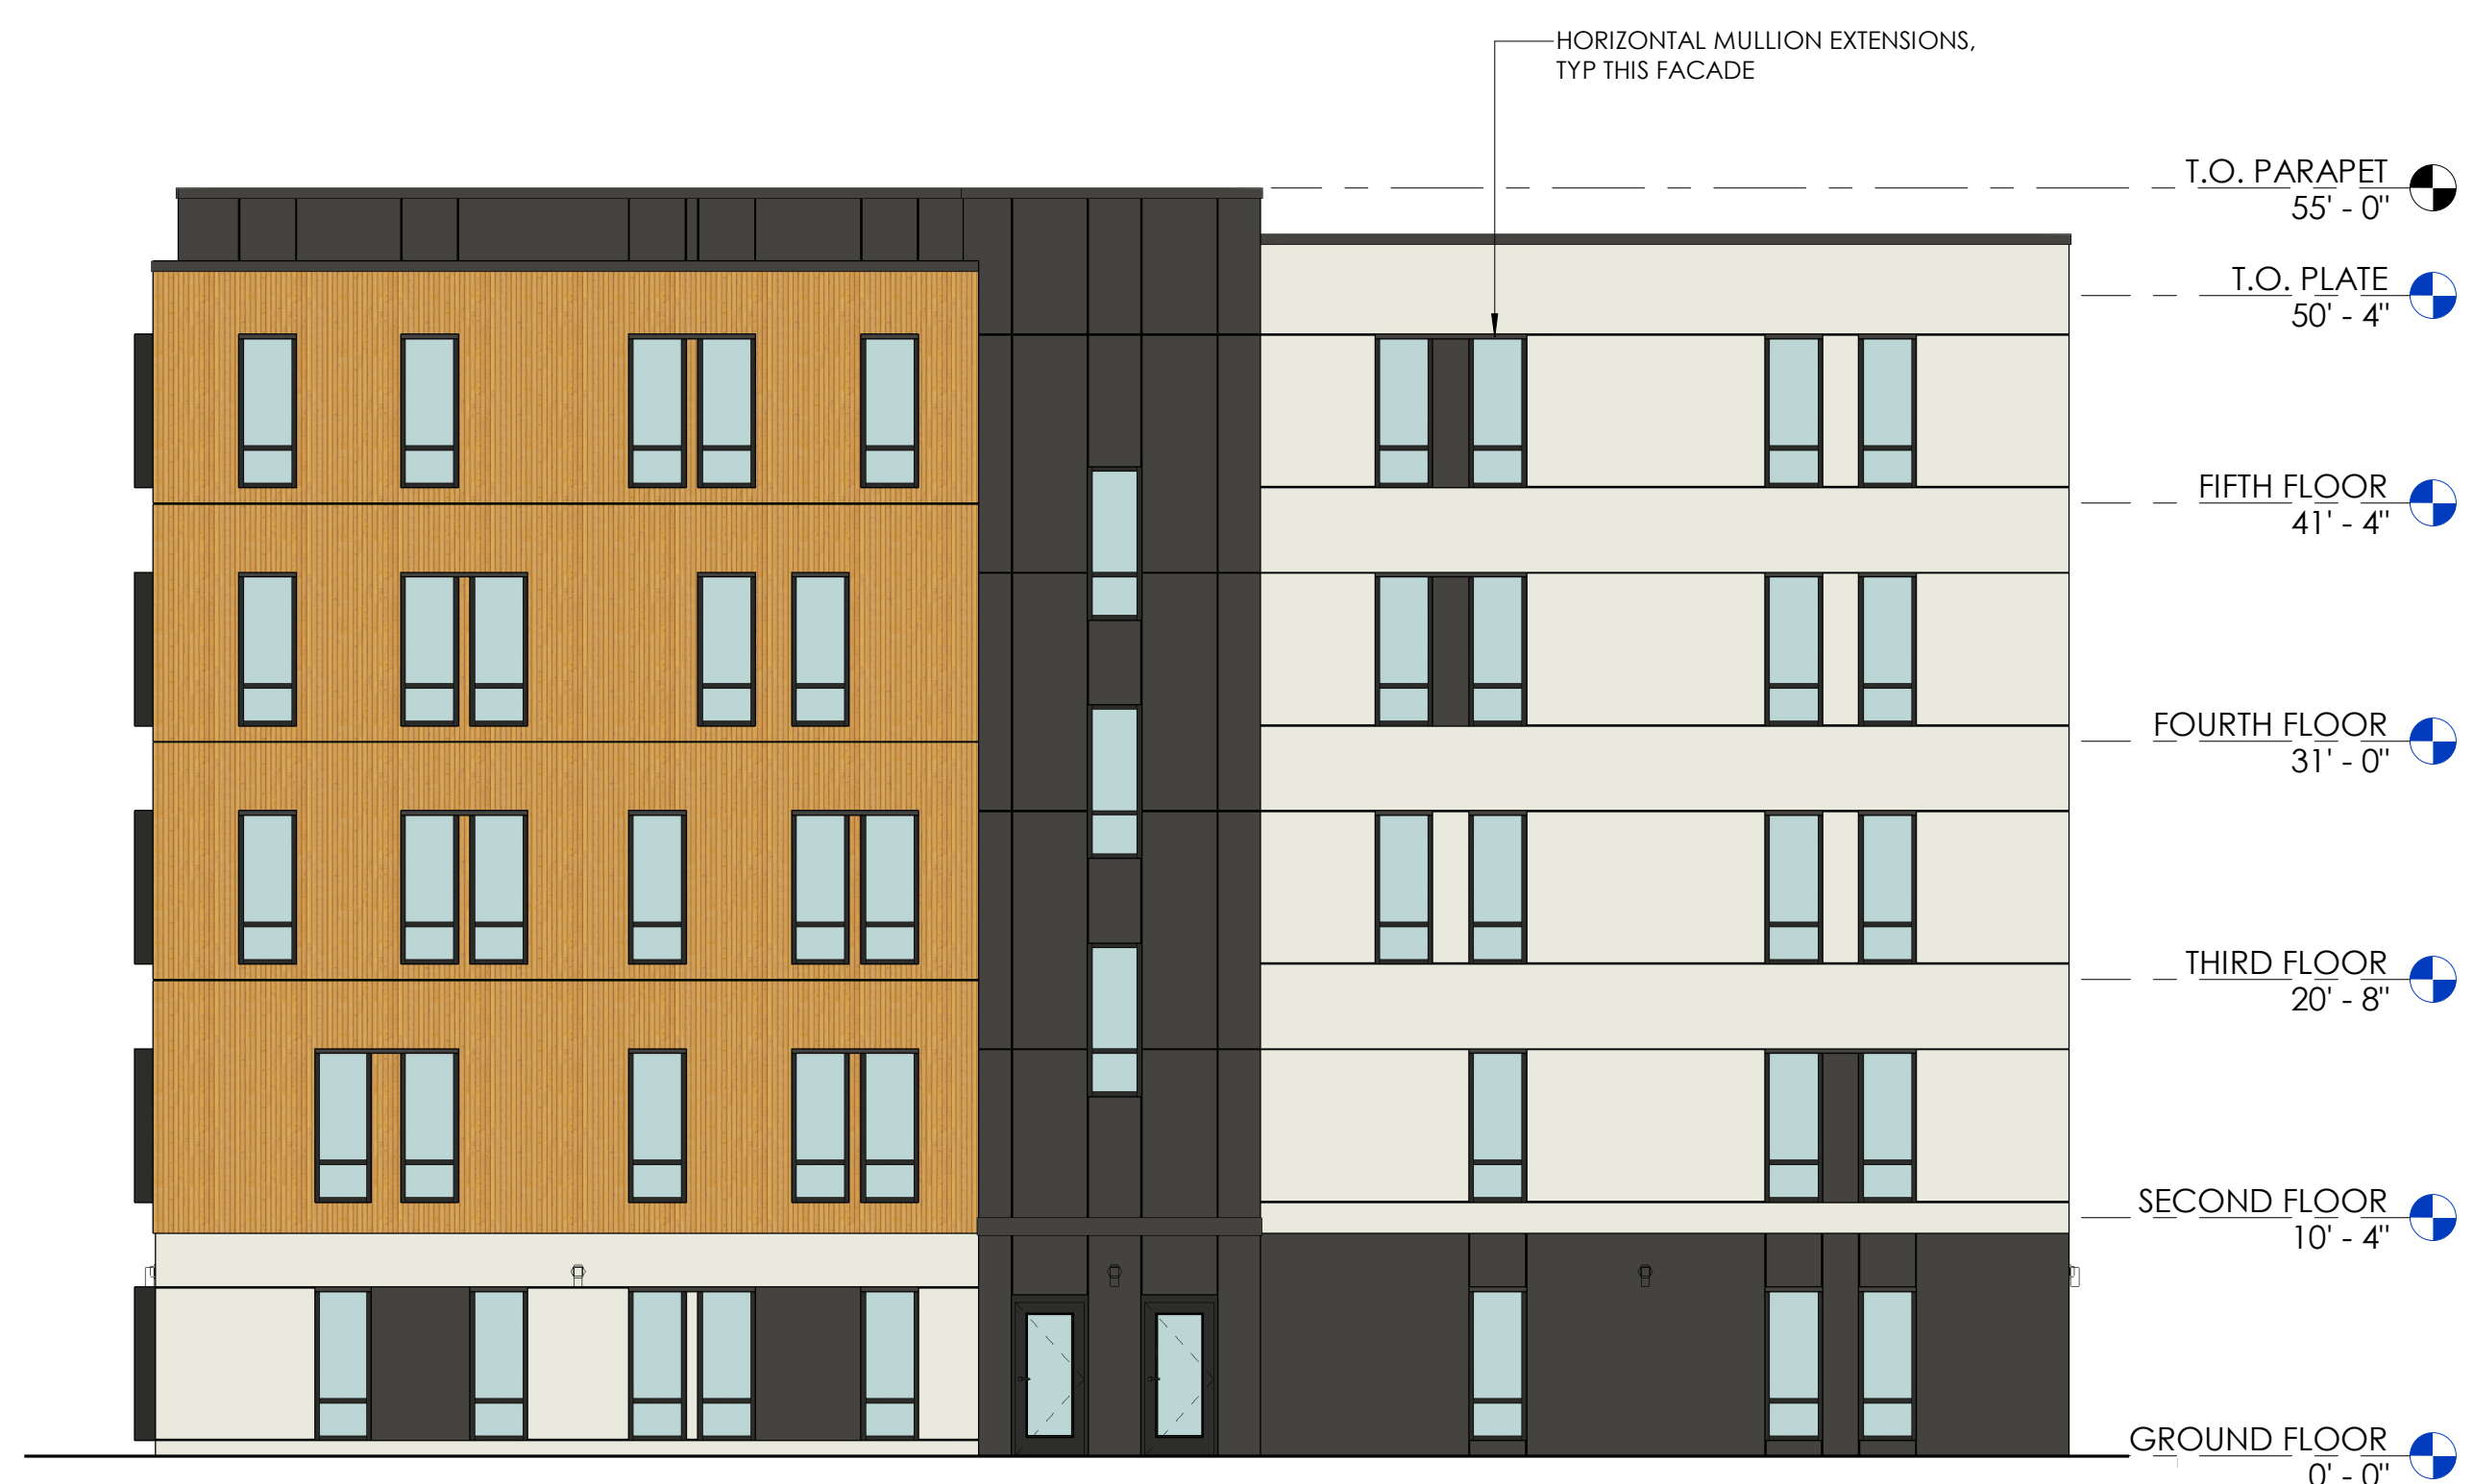 HORIZONTAL MULLION EXTENSIONS,
TYP THIS FACADE
T.O. PARAPET
55' - 0"
T.O. PLATE
50' - 4"
FIFTH FLOOR
41' - 4"
FOURTH FLOOR
31' - 0"
THIRD FLOOR
20' - 8"
SECOND FLOOR
10' - 4"
GROUND FLOOR
0' - 0"